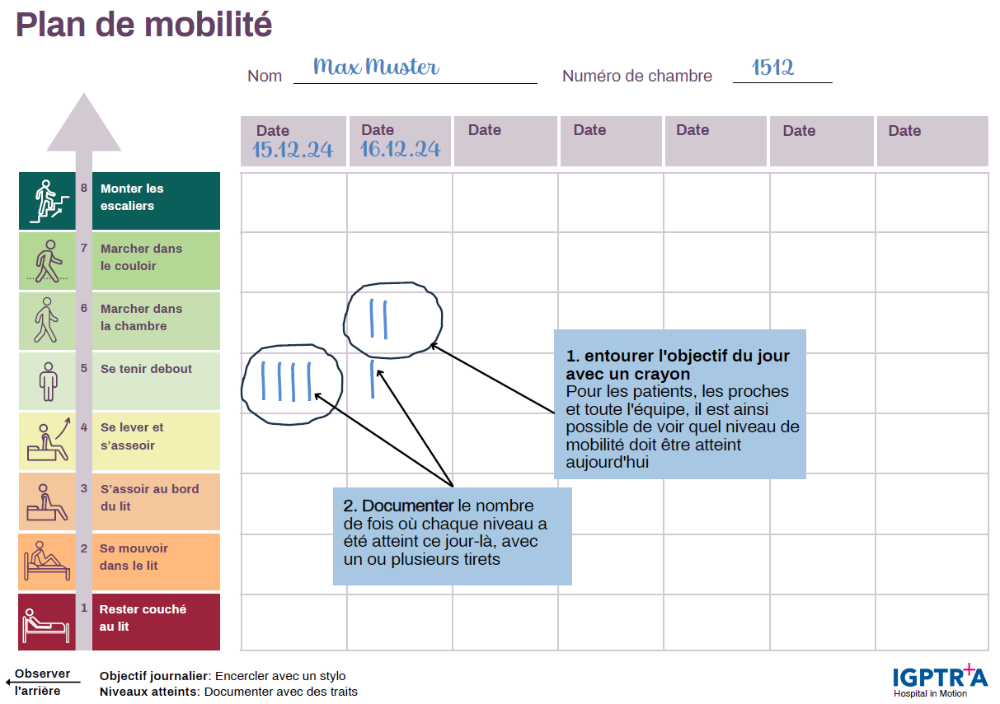 Plan de mobilité
Nom Max Muster Numéro de chambre 1512
Date Date Date Date Date Date Date
15.12.24 16.12.24
8 Monter les
escaliers
7 Marcher dans
le couloir
6 Marcher dans
la chambre
5 Se tenir debout
4 Se lever et
s'asseoir
3 S'assoir au bord
du lit
2 Se mouvoir
dans le lit
1 Rester couché
au lit
1. entourer l'objectif du jour
avec un crayon
Pour les patients, les proches
et toute l'équipe, il est ainsi
possible de voir quel niveau de
mobilité doit être atteint
aujourd'hui
2. Documenter le nombre
de fois où chaque niveau a
été atteint ce jour-là, avec
un ou plusieurs tirets
Observer
l'arrière
Objectif journalier: Encercler avec un stylo
Niveaux atteints: Documenter avec des traits
IGPTR+A
Hospital in Motion